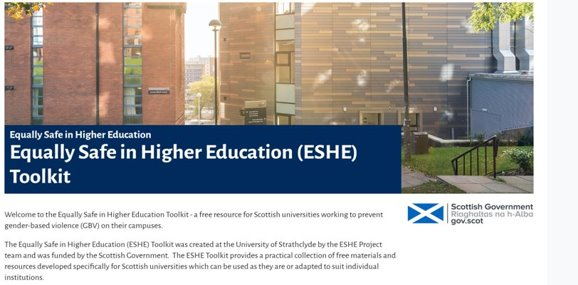 Equally Safe in Higher Education
Equally Safe in Higher Education (ESHE)
Toolkit
Scottish Government
Riaghaltas na h-Alba
gov.scot
Welcome to the Equally Safe in Higher Education Toolkit - a free resource for Scottish universities working to prevent
gender-based violence (GBV) on their campuses.
The Equally Safe in Higher Education (ESHE) Toolkit was created at the University of Strathclyde by the ESHE Project
team and was funded by the Scottish Government.  The ESHE Toolkit provides a practical collection of free materials and
resources developed specifically for Scottish universities which can be used as they are or adapted to suit individual
institutions.